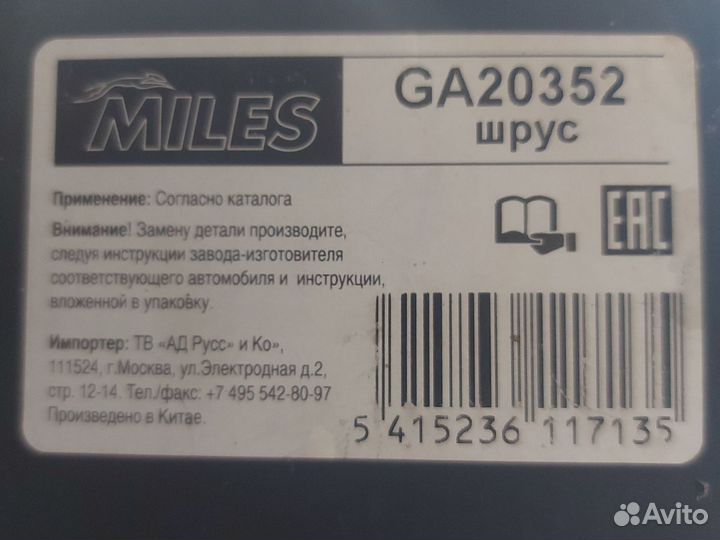 MILES
GA20352
шрус
Применение: Согласно каталога
Внимание! Замену детали производите,
следуя инструкции завода-изготовителя
соответствующего автомобиля и инструкции,
вложенной в упаковку.
EAC
Импортер: ТВ «АД Русс» и Ко»,
111524, г.Москва, ул.Электродная д.2,
стр. 12-14. Тел./факс: +7 495 542-80-97
Произведено в Китае.
5 415236 117135
Avito